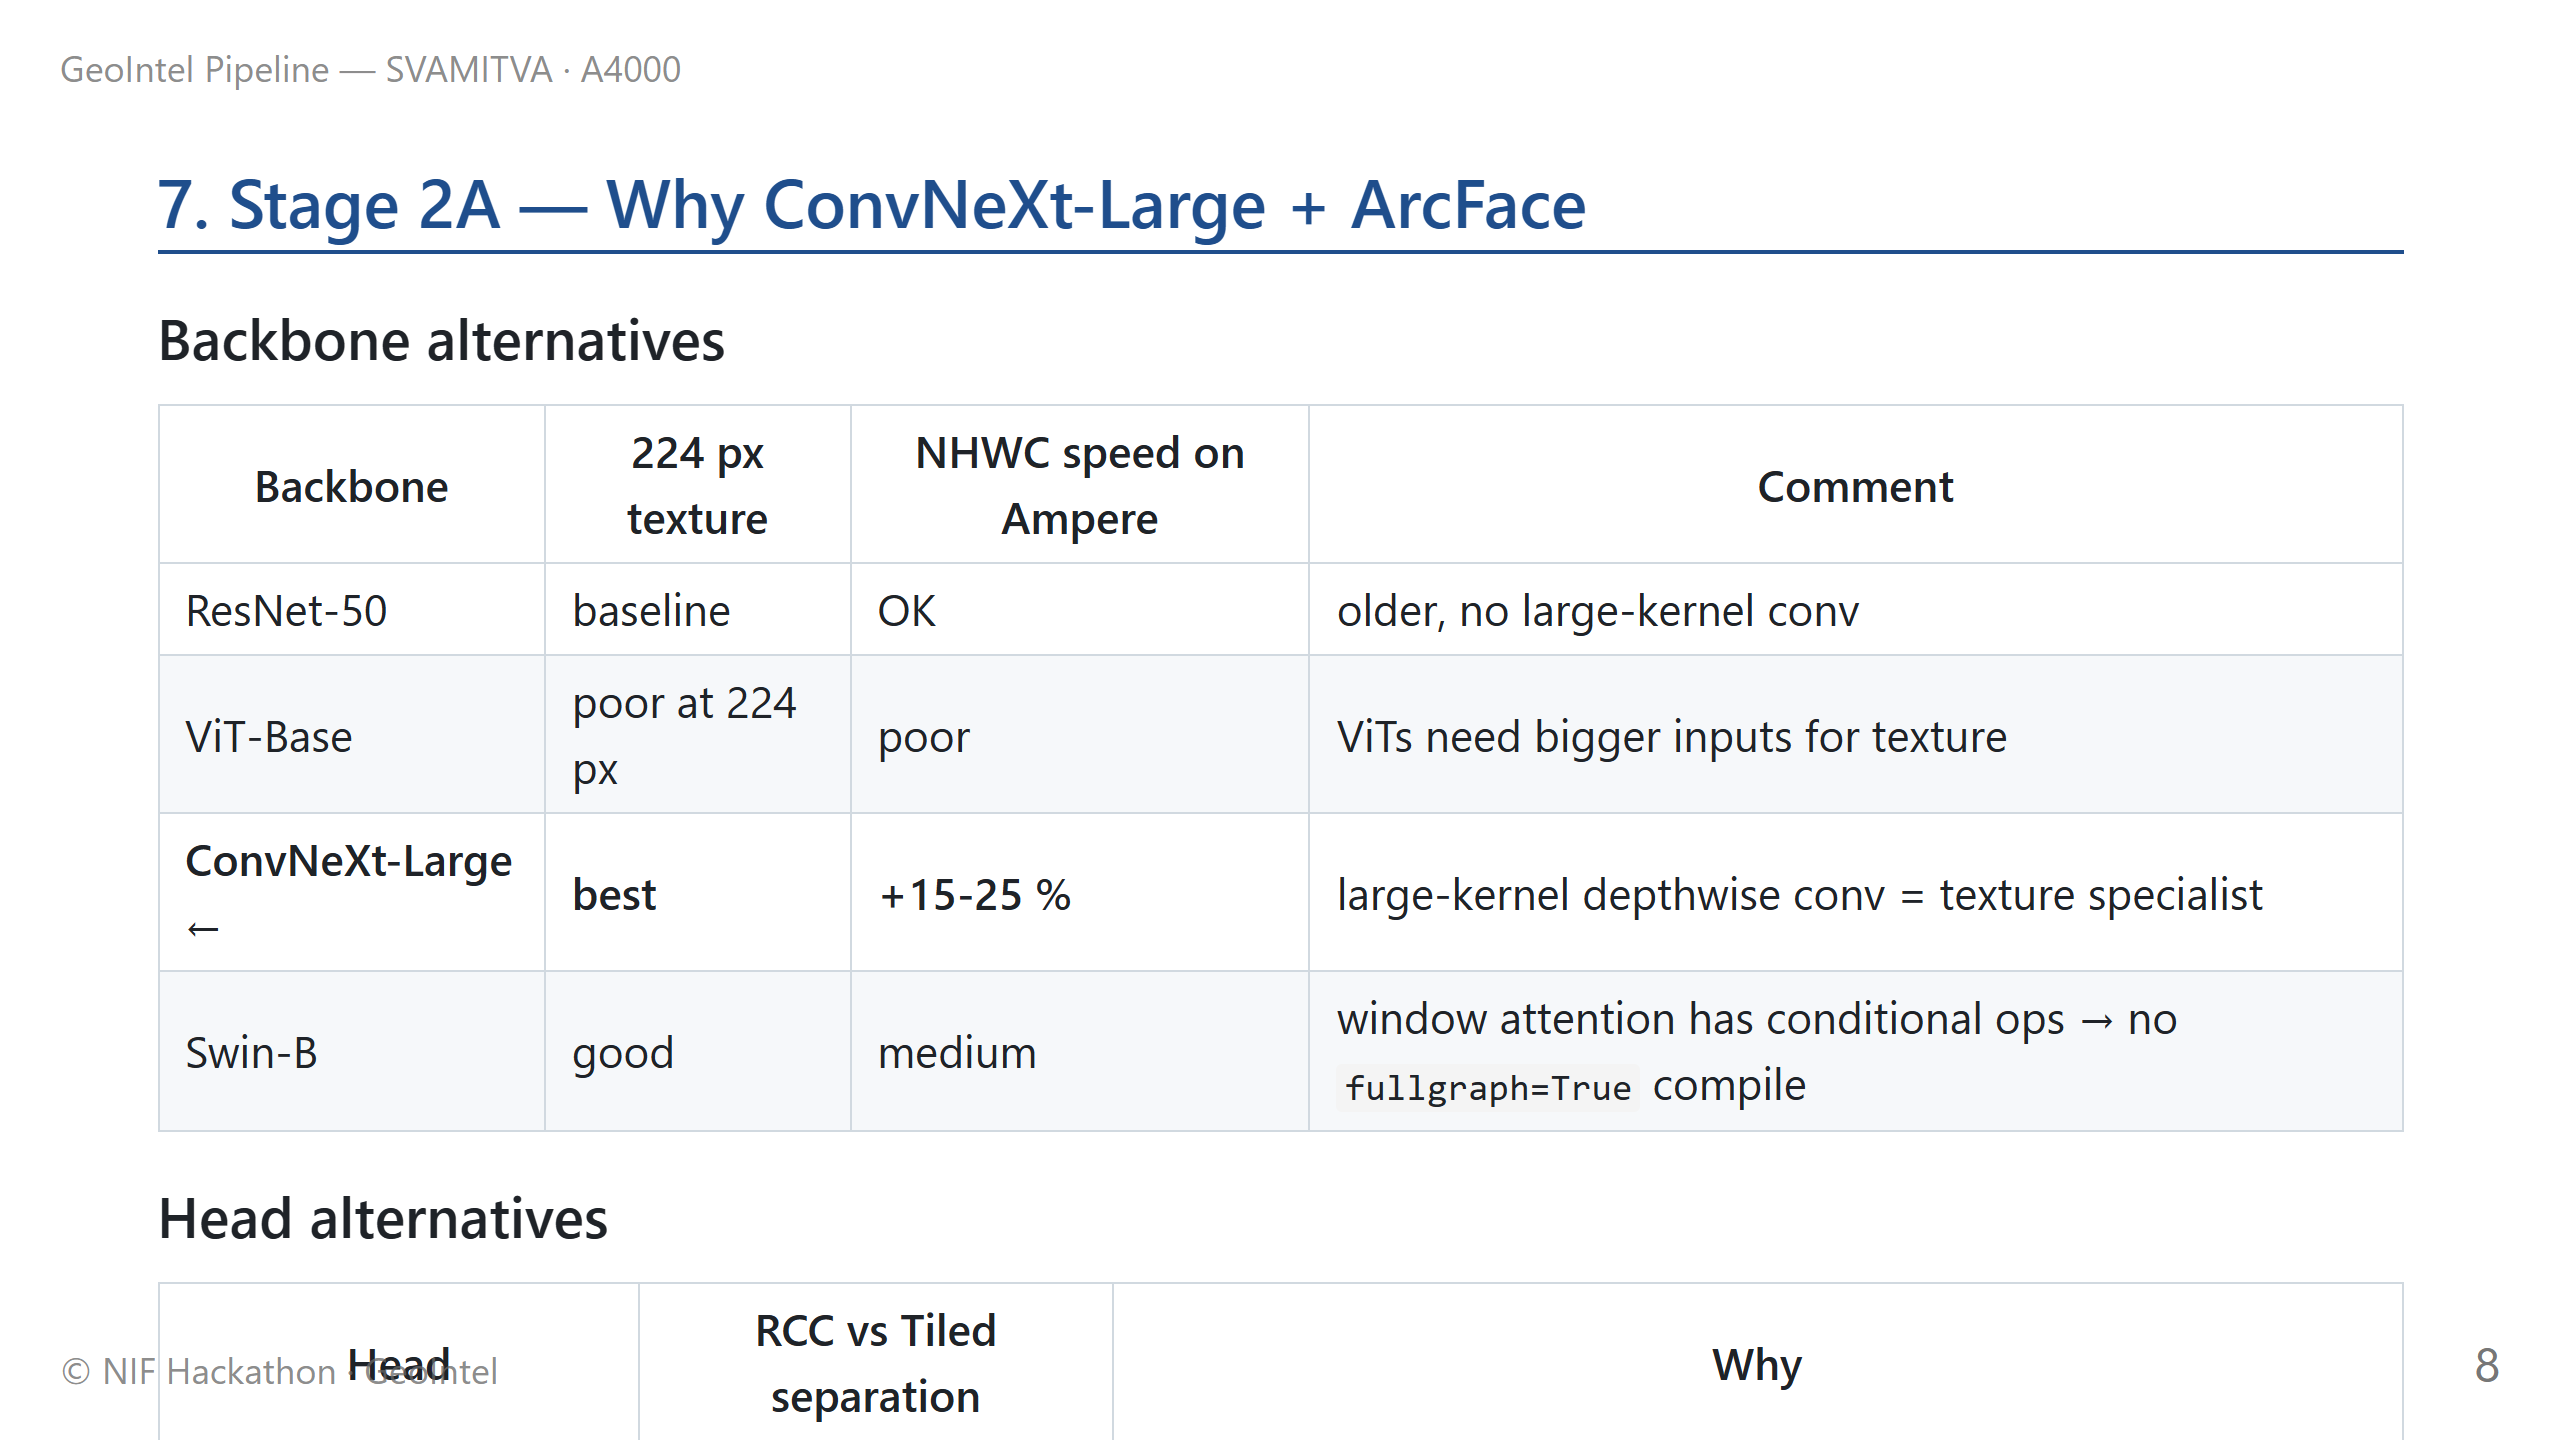 GeoIntel Pipeline — SVAMITVA · A4000
7. Stage 2A — Why ConvNeXt-Large + ArcFace
Backbone alternatives
Backbone
224 px
texture
NHWC speed on
Ampere
Comment
ResNet-50
baseline
OK
older, no large-kernel conv
ViT-Base
poor at 224
px
poor
ViTs need bigger inputs for texture
ConvNeXt-Large
←
best
+15-25 %
large-kernel depthwise conv = texture specialist
Swin-B
good
medium
window attention has conditional ops → no
fullgraph=True compile
Head alternatives
Head
RCC vs Tiled
separation
Why
© NIF Hackathon · GeoIntel
8